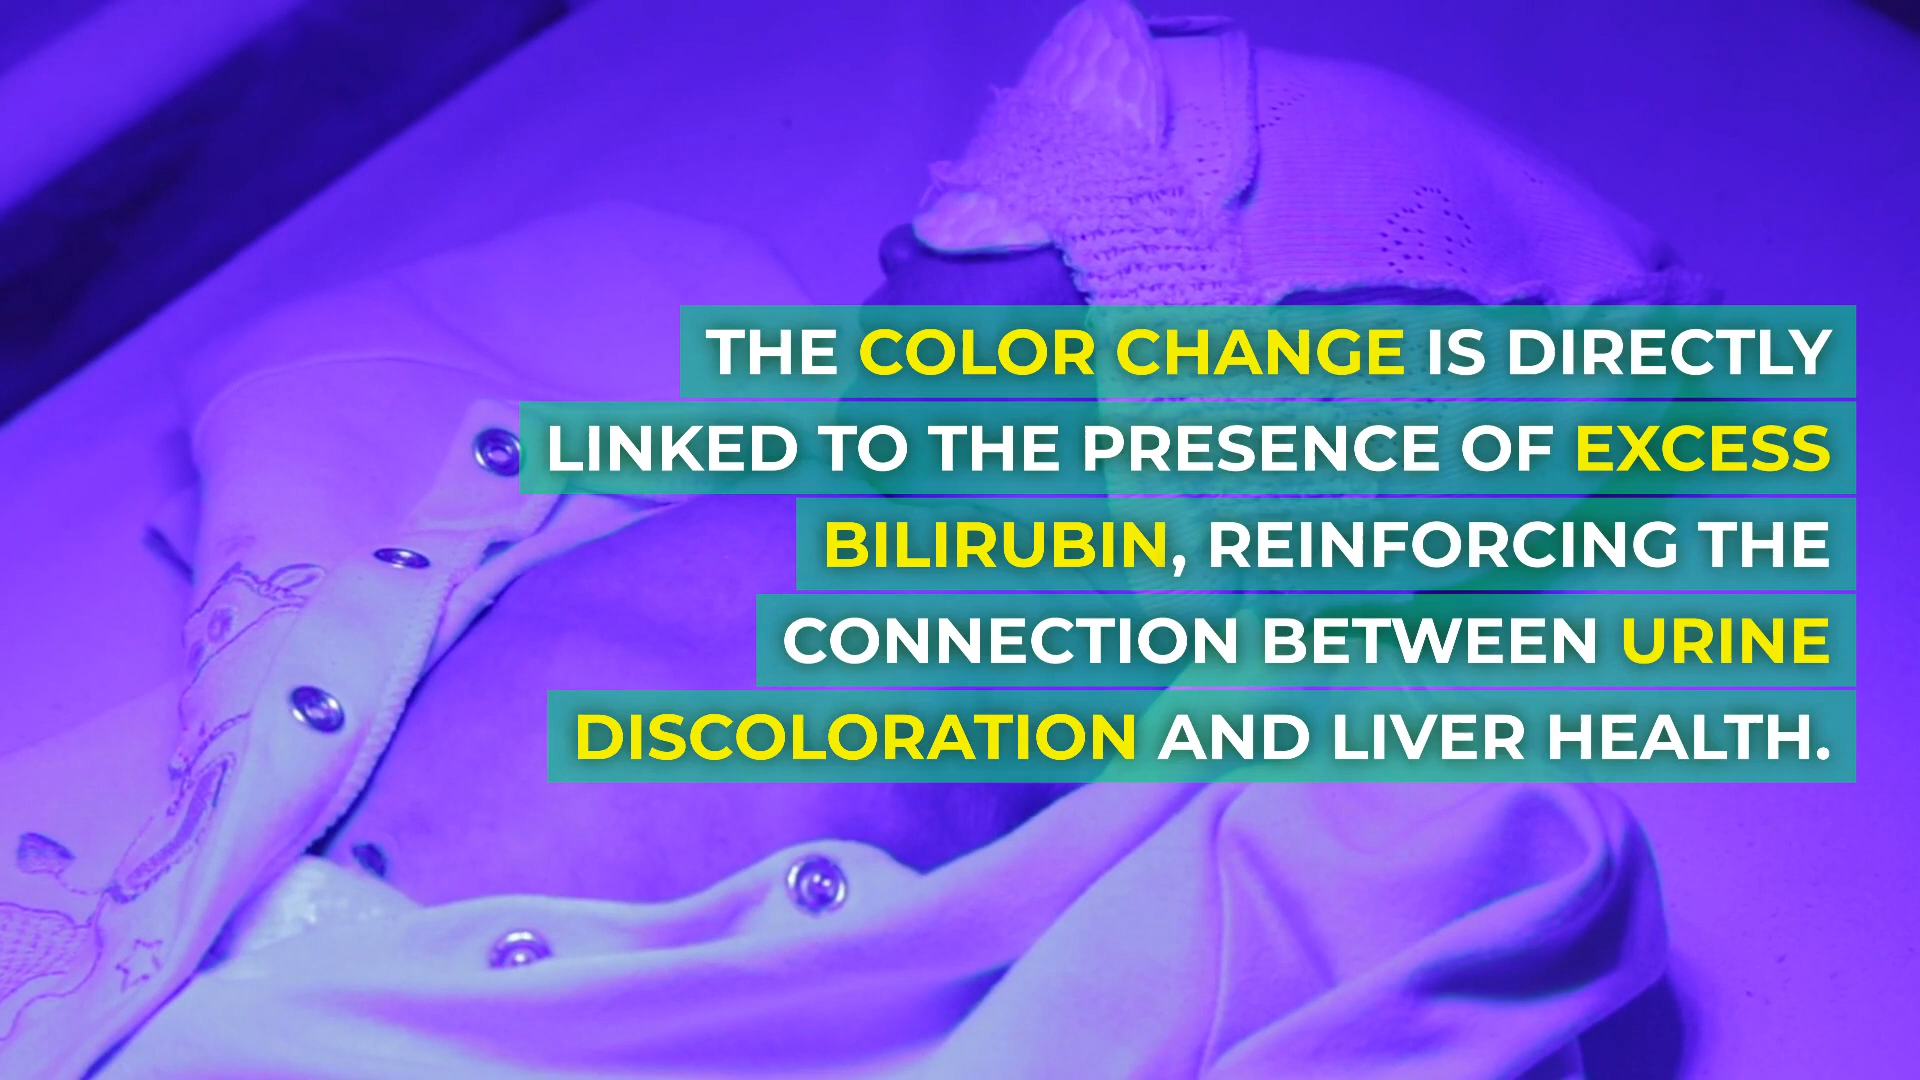 THE COLOR CHANGE IS DIRECTLY
LINKED TO THE PRESENCE OF EXCESS
BILIRUBIN, REINFORCING THE
CONNECTION BETWEEN URINE
DISCOLORATION AND LIVER HEALTH.